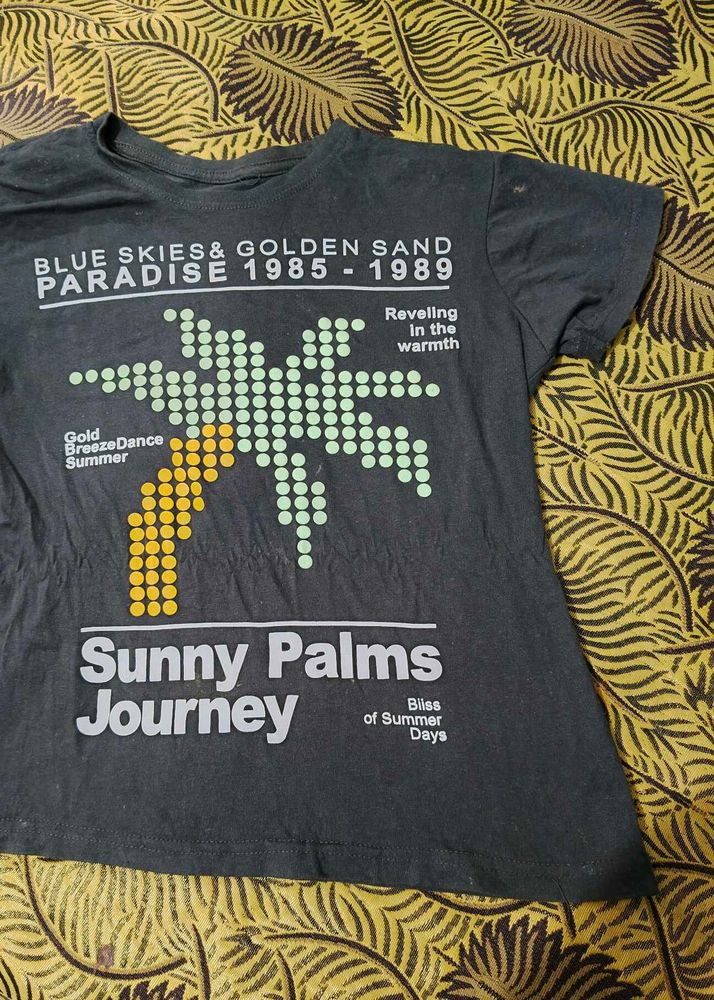 BLUE SKIES& GOLDEN SAND
PARADISE 1985 - 1989
Reveling
in the
warmth
Gold
BreezeDance
Summer
Sunny Palms
Journey
Bliss
of Summer
Days